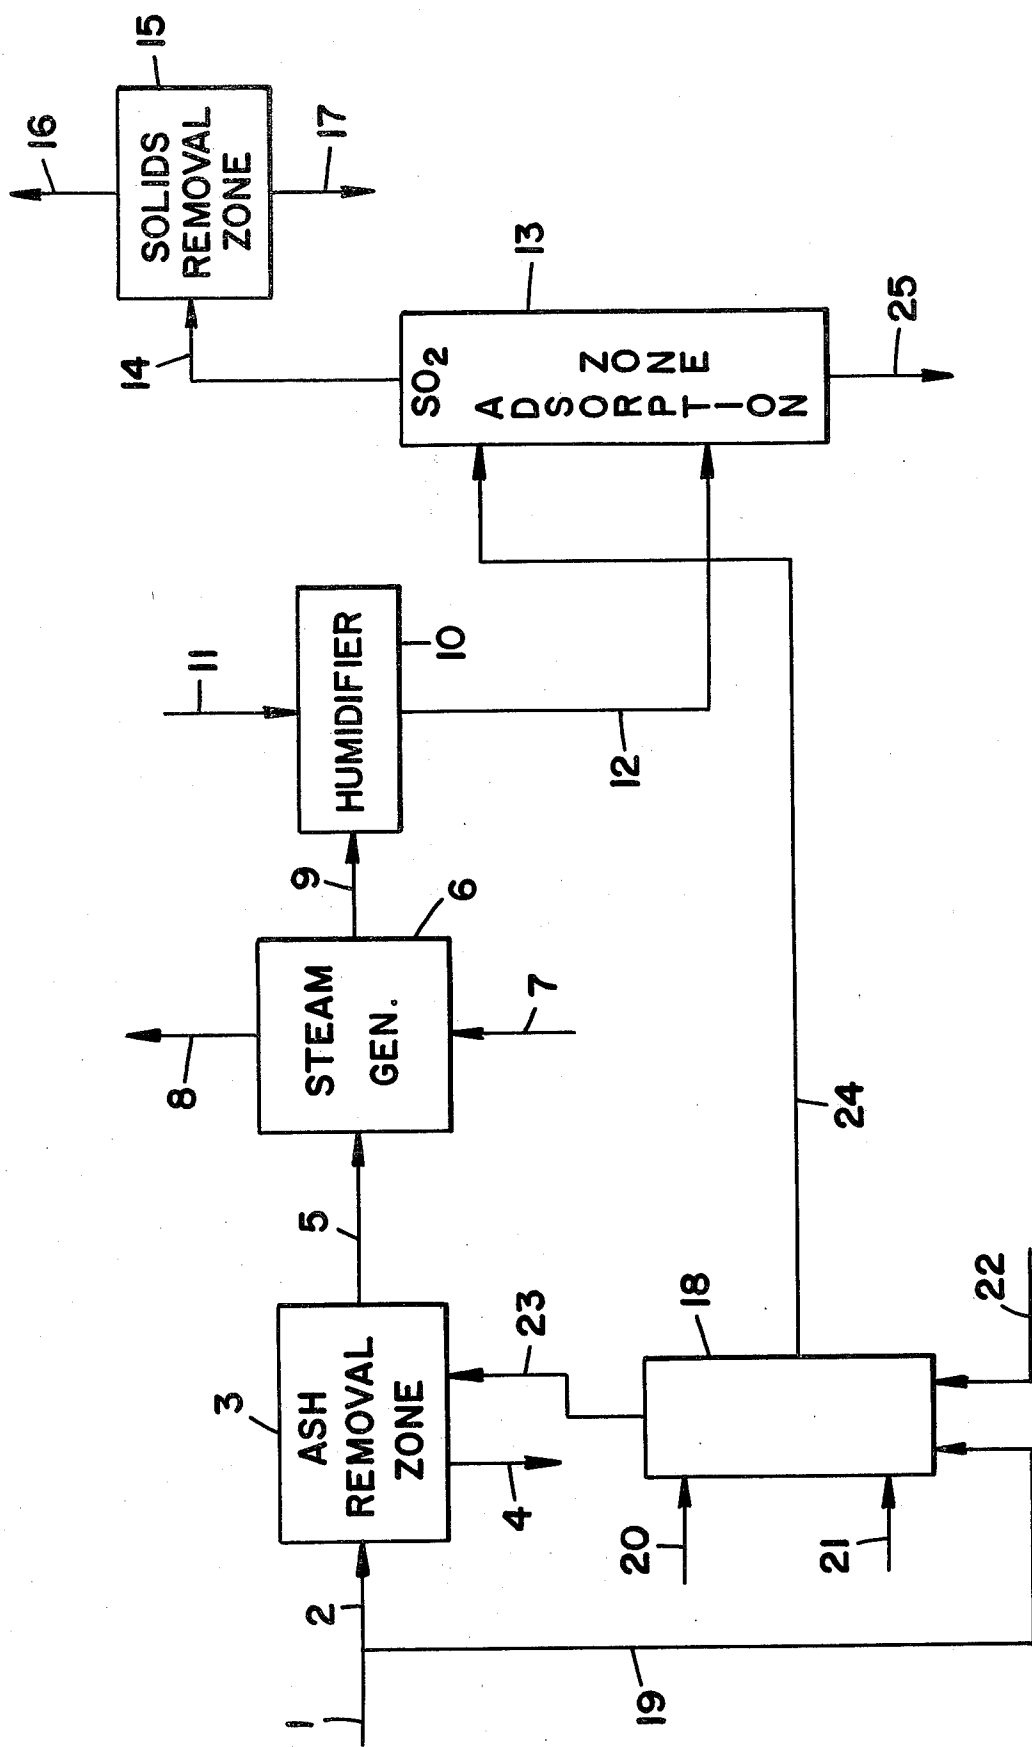 1
2
3
ASH
REMOVAL
ZONE
4
5
STEAM
GEN.
6
7
8
9
HUMIDIFIER
10
11
12
SO2
ADSORPTION
ZONE
13
14
SOLIDS
REMOVAL
ZONE
15
16
17
18
19
20
21
22
23
24
25